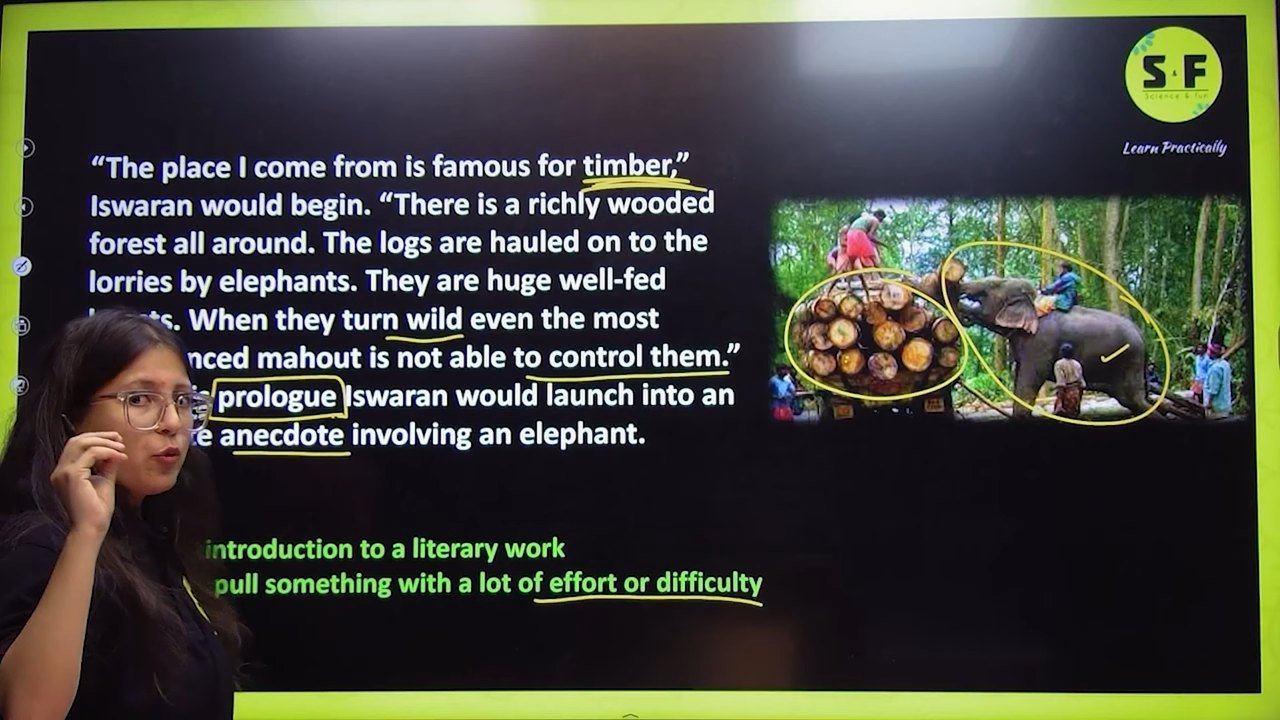 S & F
Science & fun
Learn Practically
“The place I come from is famous for timber,”
Iswaran would begin. “There is a richly wooded
forest all around. The logs are hauled on to the
lorries by elephants. They are huge well-fed
When they turn wild even the most
mahout is not able to control them.”
prologue Iswaran would launch into an
anecdote involving an elephant.
introduction to a literary work
pull something with a lot of effort or difficulty